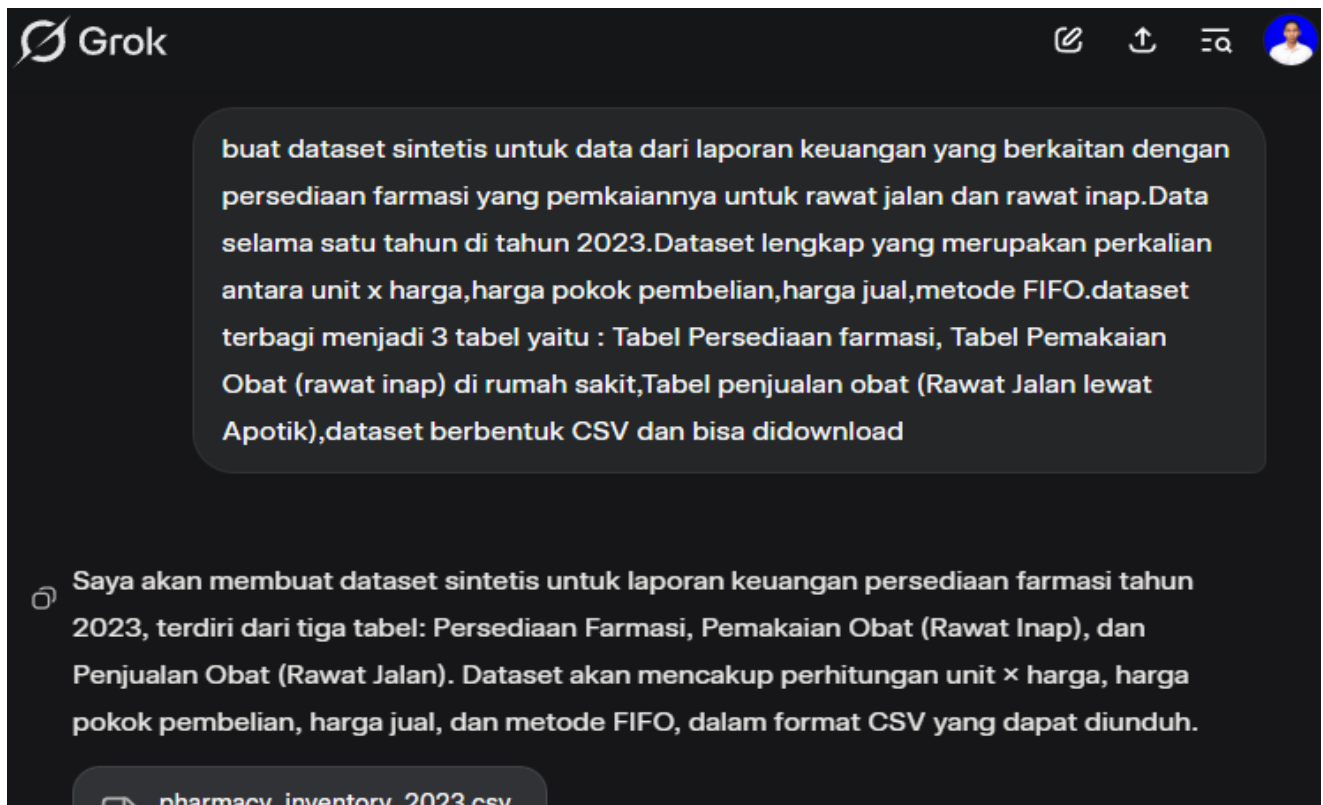 Grok
buat dataset sintetis untuk data dari laporan keuangan yang berkaitan dengan
persediaan farmasi yang pemkaiannya untuk rawat jalan dan rawat inap.Data
selama satu tahun di tahun 2023.Dataset lengkap yang merupakan perkalian
antara unit x harga,harga pokok pembelian,harga jual,metode FIFO.dataset
terbagi menjadi 3 tabel yaitu : Tabel Persediaan farmasi, Tabel Pemakaian
Obat (rawat inap) di rumah sakit,Tabel penjualan obat (Rawat Jalan lewat
Apotik),dataset berbentuk CSV dan bisa didownload
Saya akan membuat dataset sintetis untuk laporan keuangan persediaan farmasi tahun
2023, terdiri dari tiga tabel: Persediaan Farmasi, Pemakaian Obat (Rawat Inap), dan
Penjualan Obat (Rawat Jalan). Dataset akan mencakup perhitungan unit × harga, harga
pokok pembelian, harga jual, dan metode FIFO, dalam format CSV yang dapat diunduh.
pharmacy_inventory_2023.csv